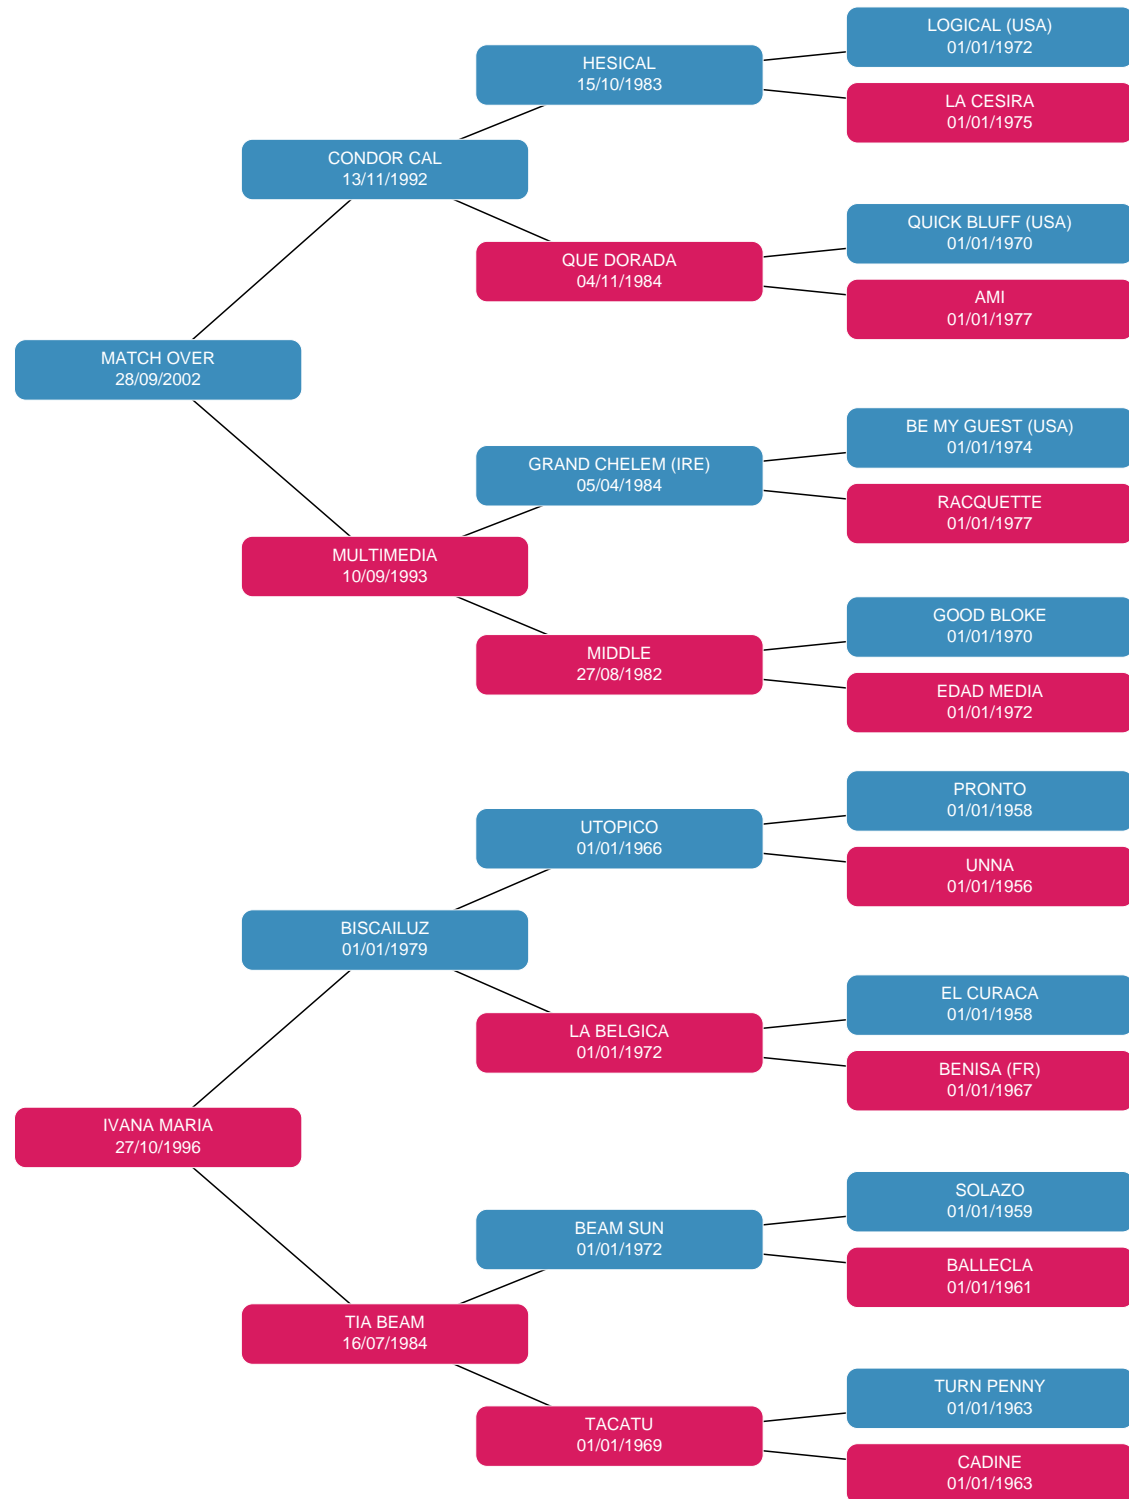 LOGICAL (USA)
01/01/1972
HESICAL
15/10/1983
LA CESIRA
01/01/1975
CONDOR CAL
13/11/1992
QUICK BLUFF (USA)
01/01/1970
QUE DORADA
04/11/1984
AMI
01/01/1977
MATCH OVER
28/09/2002
BE MY GUEST (USA)
01/01/1974
GRAND CHELEM (IRE)
05/04/1984
RACQUETTE
01/01/1977
MULTIMEDIA
10/09/1993
GOOD BLOKE
01/01/1970
MIDDLE
27/08/1982
EDAD MEDIA
01/01/1972
PRONTO
01/01/1958
UTOPICO
01/01/1966
UNNA
01/01/1956
BISCAILUZ
01/01/1979
EL CURACA
01/01/1958
LA BELGICA
01/01/1972
BENISA (FR)
01/01/1967
IVANA MARIA
27/10/1996
SOLAZO
01/01/1959
BEAM SUN
01/01/1972
BALLECLA
01/01/1961
TIA BEAM
16/07/1984
TURN PENNY
01/01/1963
TACATU
01/01/1969
CADINE
01/01/1963